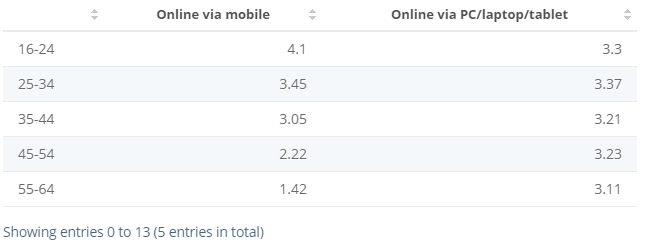 Online via mobile Online via PC/laptop/tablet
16-24 4.1 3.3
25-34 3.45 3.37
35-44 3.05 3.21
45-54 2.22 3.23
55-64 1.42 3.11
Showing entries 0 to 13 (5 entries in total)